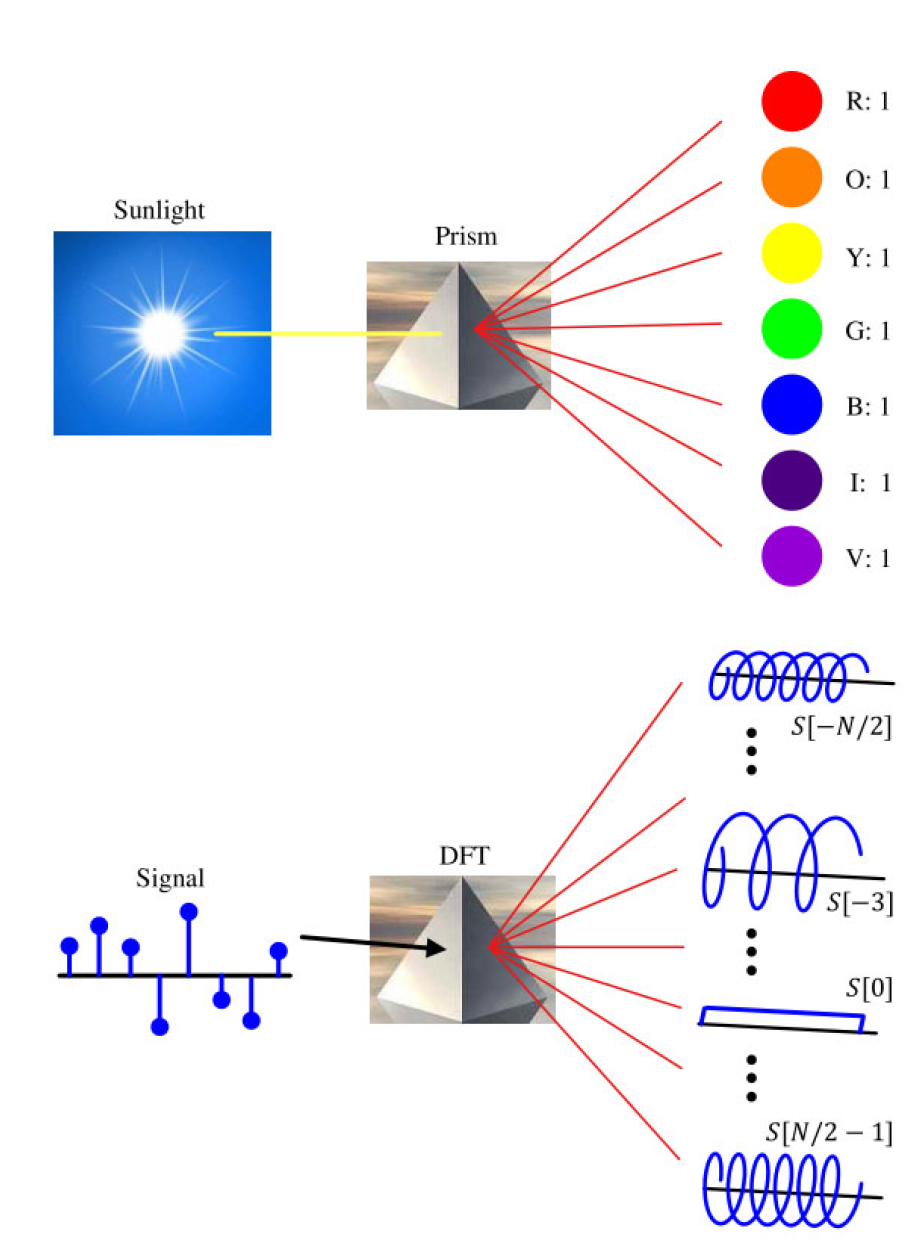 R: 1
O: 1
Sunlight
Prism
Y: 1
G: 1
B: 1
I: 1
V: 1
S[−N/2]
DFT
Signal
S[−3]
S[0]
S[N/2 − 1]